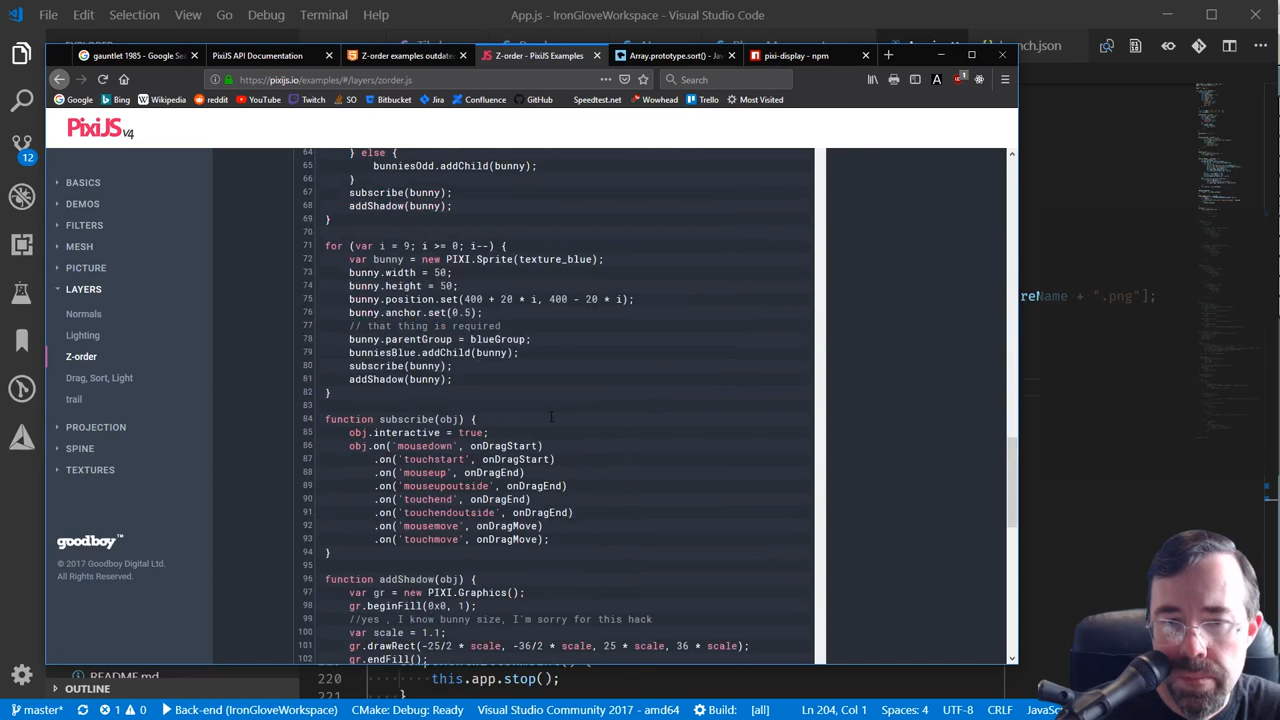 File Edit Selection View Go Debug Terminal Help
App.js - IronGloveWorkspace - Visual Studio Code
launch.json
gauntlet 1985 - Google Sea
PixiJS API Documentation
Z-order examples outdated
Z-order - PixiJS Examples
Array.prototype.sort() - Java
pixi-display - npm
https://pixijs.io/examples/#/layers/zorder.js
Search
Google Bing Wikipedia reddit YouTube Twitch SO Bitbucket Jira Confluence GitHub Speedtest.net Wowhead Trello Most Visited
PixiJS v4
BASICS
DEMOS
FILTERS
MESH
PICTURE
LAYERS
Normals
Lighting
Z-order
Drag, Sort, Light
trail
PROJECTION
SPINE
TEXTURES
goodboy
© 2017 Goodboy Digital Ltd.
All Rights Reserved.
64 } else {
65 bunniesOdd.addChild(bunny);
66 }
67 subscribe(bunny);
68 addShadow(bunny);
69 }
70
71 for (var i = 9; i >= 0; i--) {
72 var bunny = new PIXI.Sprite(texture_blue);
73 bunny.width = 50;
74 bunny.height = 50;
75 bunny.position.set(400 + 20 * i, 400 - 20 * i);
76 bunny.anchor.set(0.5);
77 // that thing is required
78 bunny.parentGroup = blueGroup;
79 bunniesBlue.addChild(bunny);
80 subscribe(bunny);
81 addShadow(bunny);
82 }
83
84 function subscribe(obj) {
85 obj.interactive = true;
86 obj.on('mousedown', onDragStart)
87 .on('touchstart', onDragStart)
88 .on('mouseup', onDragEnd)
89 .on('mouseupoutside', onDragEnd)
90 .on('touchend', onDragEnd)
91 .on('touchendoutside', onDragEnd)
92 .on('mousemove', onDragMove)
93 .on('touchmove', onDragMove);
94 }
95
96 function addShadow(obj) {
97 var gr = new PIXI.Graphics();
98 gr.beginFill(0x0, 1);
99 //yes , I know bunny size, I'm sorry for this hack
100 var scale = 1.1;
101 gr.drawRect(-25/2 * scale, -36/2 * scale, 25 * scale, 36 * scale);
102 gr.endFill();
reName + ".png"];
12
README.md
OUTLINE
220 this.app.stop();
221 }
master* 1 0 Back-end (IronGloveWorkspace) CMake: Debug: Ready Visual Studio Community 2017 - amd64 Build: [all] Ln 204, Col 1 Spaces: 4 UTF-8 CRLF